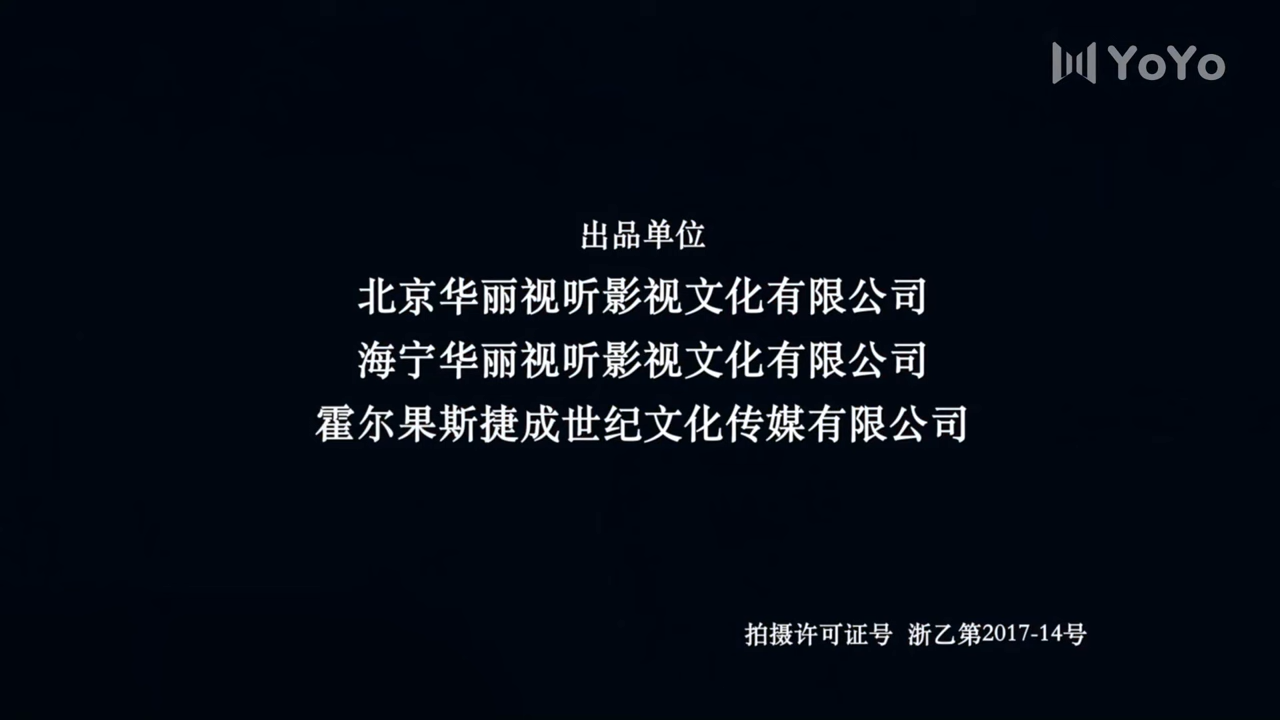 YoYo
出品单位
北京华丽视听影视文化有限公司
海宁华丽视听影视文化有限公司
霍尔果斯捷成世纪文化传媒有限公司
拍摄许可证号 浙乙第2017-14号